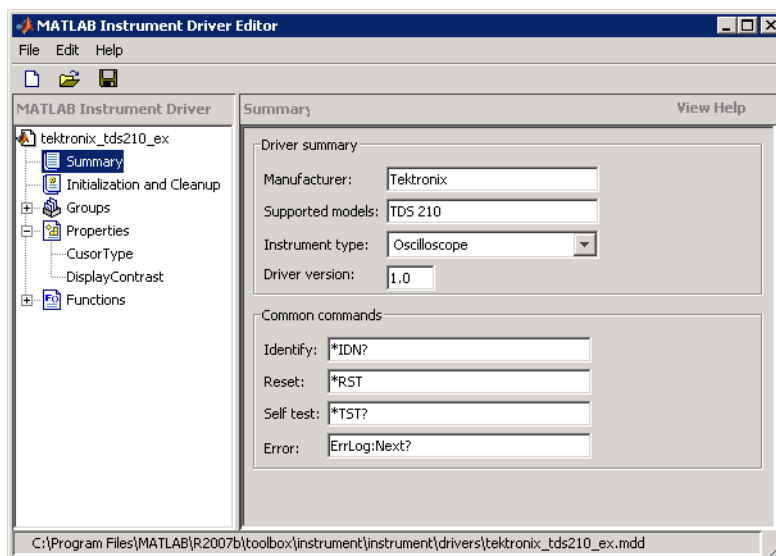 MATLAB Instrument Driver Editor
File Edit Help
MATLAB Instrument Driver
Summary
View Help
tektronix_tds210_ex
Summary
Initialization and Cleanup
Groups
Properties
CusorType
DisplayContrast
Functions
Driver summary
Manufacturer: Tektronix
Supported models: TDS 210
Instrument type: Oscilloscope
Driver version: 1.0
Common commands
Identify: *IDN?
Reset: *RST
Self test: *TST?
Error: ErrLog:Next?
C:\Program Files\MATLAB\R2007b\toolbox\instrument\instrument\drivers\tektronix_tds210_ex.mdd